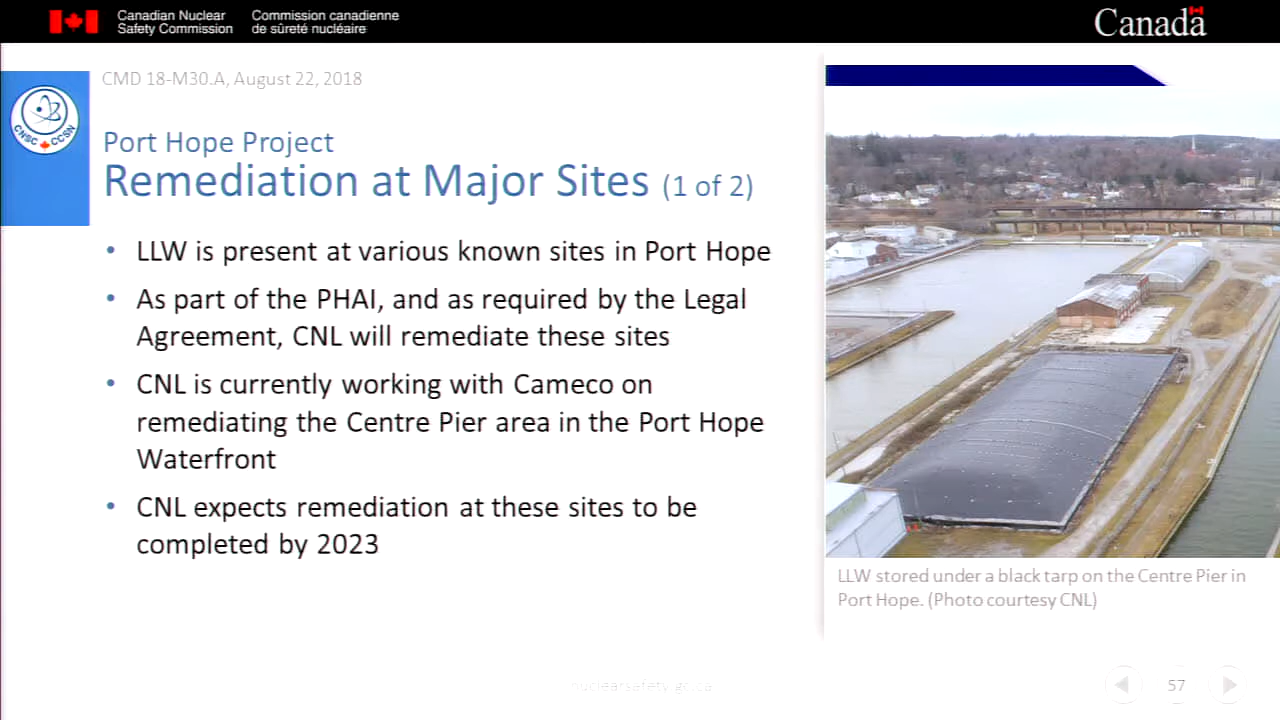 Canadian Nuclear
Safety Commission
Commission canadienne
de sûreté nucléaire
Canada
CMD 18-M30.A, August 22, 2018
CNSC CCSN
Port Hope Project
Remediation at Major Sites (1 of 2)
• LLW is present at various known sites in Port Hope
• As part of the PHAI, and as required by the Legal
Agreement, CNL will remediate these sites
• CNL is currently working with Cameco on
remediating the Centre Pier area in the Port Hope
Waterfront
• CNL expects remediation at these sites to be
completed by 2023
LLW stored under a black tarp on the Centre Pier in
Port Hope. (Photo courtesy CNL)
nuclearsafety.gc.ca
57